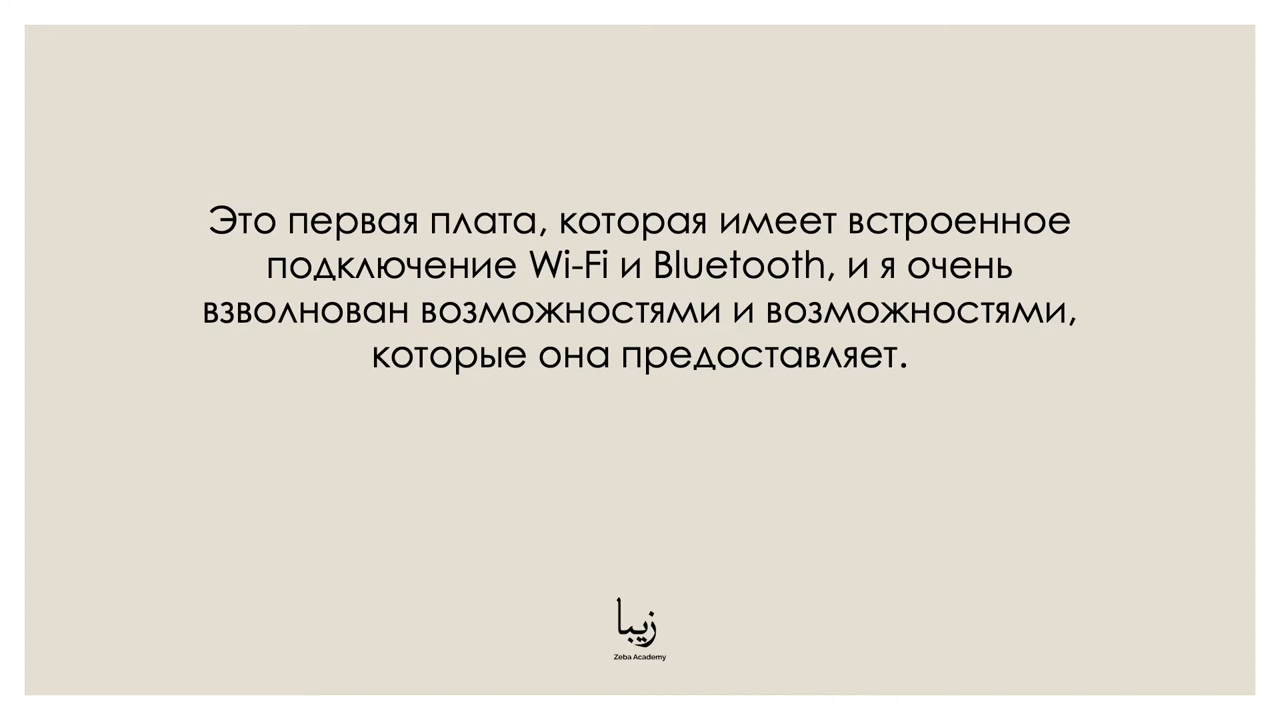 Это первая плата, которая имеет встроенное
подключение Wi-Fi и Bluetooth, и я очень
взволнован возможностями и возможностями,
которые она предоставляет.
زیبا
Zeba Academy